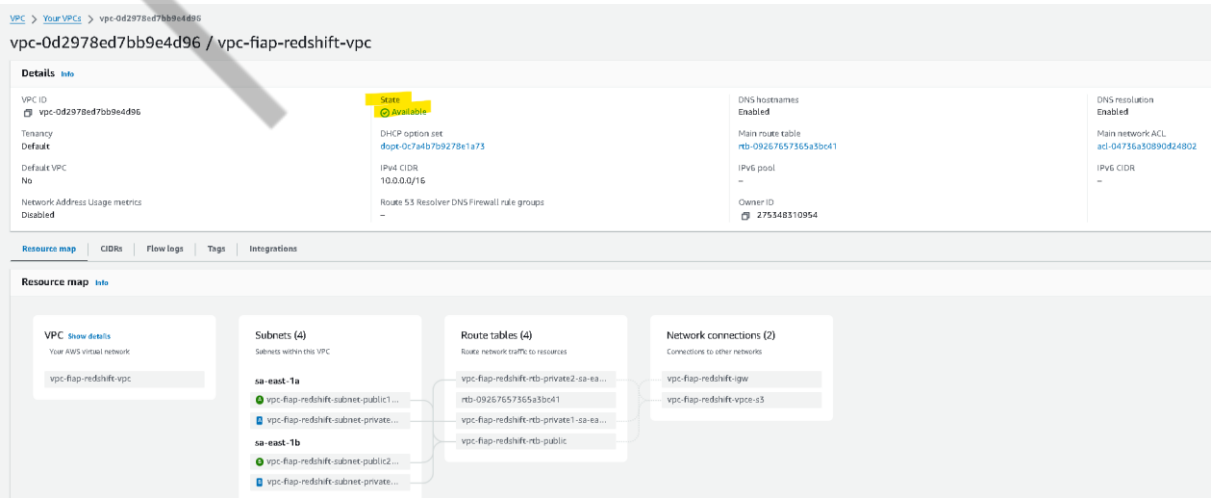 VPC > Your VPCs > vpc-0d2978ed7bb9e4d96
vpc-0d2978ed7bb9e4d96 / vpc-fiap-redshift-vpc
Details Info
VPC ID
vpc-0d2978ed7bb9e4d96
State
Available
DNS hostnames
Enabled
DNS resolution
Enabled
Tenancy
Default
DHCP option set
dopt-0c7a4b7b9278e1a73
Main route table
rtb-09267657365a3bc41
Main network ACL
acl-04736a30890d24802
Default VPC
No
IPv4 CIDR
10.0.0.0/16
IPv6 pool
–
IPv6 CIDR
–
Network Address Usage metrics
Disabled
Route 53 Resolver DNS Firewall rule groups
–
Owner ID
275348310954
Resource map | CIDRs | Flow logs | Tags | Integrations
Resource map Info
VPC Show details
Your AWS virtual network
vpc-fiap-redshift-vpc
Subnets (4)
Subnets within this VPC
sa-east-1a
A vpc-fiap-redshift-subnet-public1...
A vpc-fiap-redshift-subnet-private...
sa-east-1b
B vpc-fiap-redshift-subnet-public2...
B vpc-fiap-redshift-subnet-private...
Route tables (4)
Route network traffic to resources
vpc-fiap-redshift-rtb-private2-sa-ea...
rtb-09267657365a3bc41
vpc-fiap-redshift-rtb-private1-sa-ea...
vpc-fiap-redshift-rtb-public
Network connections (2)
Connections to other networks
vpc-fiap-redshift-igw
vpc-fiap-redshift-vpce-s3